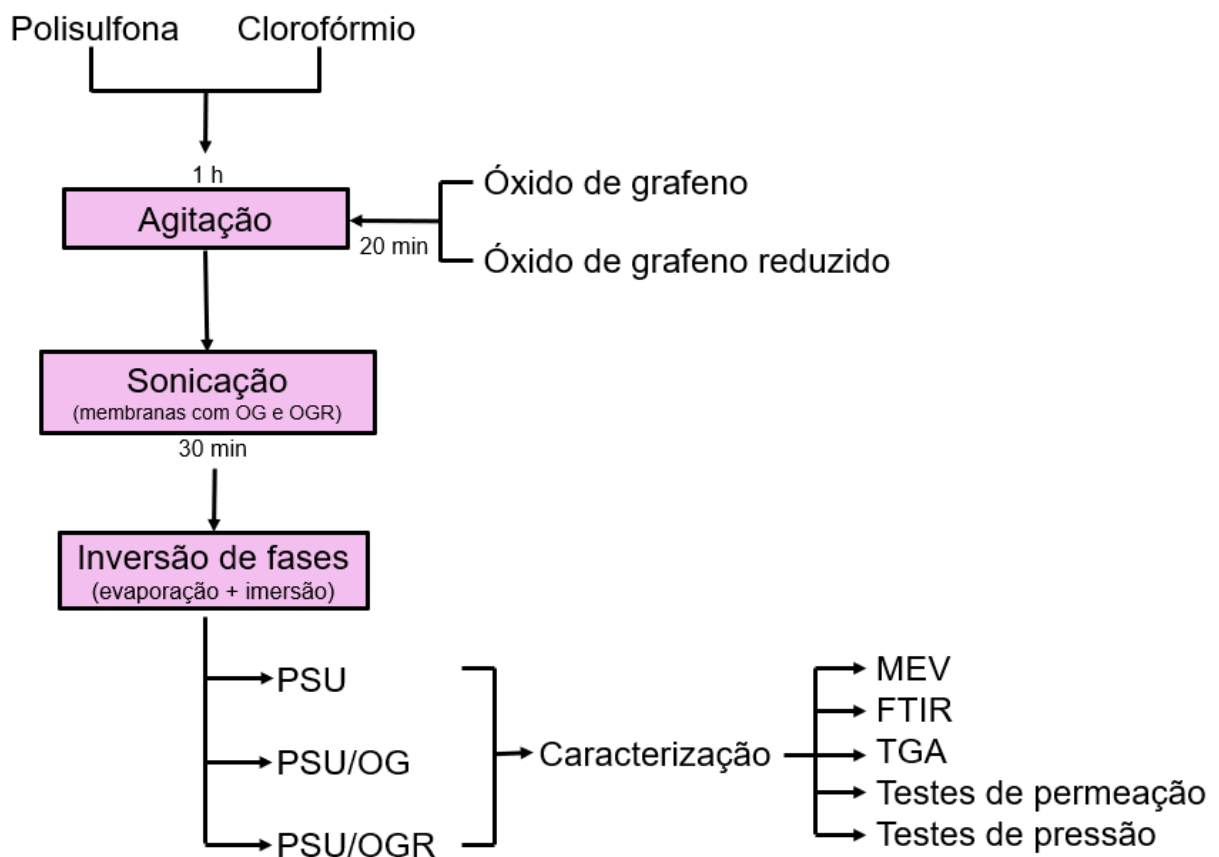 Polisulfona Clorofórmio
1 h
Agitação
20 min
Óxido de grafeno
Óxido de grafeno reduzido
Sonicação
(membranas com OG e OGR)
30 min
Inversão de fases
(evaporação + imersão)
PSU
PSU/OG
PSU/OGR
Caracterização
MEV
FTIR
TGA
Testes de permeação
Testes de pressão